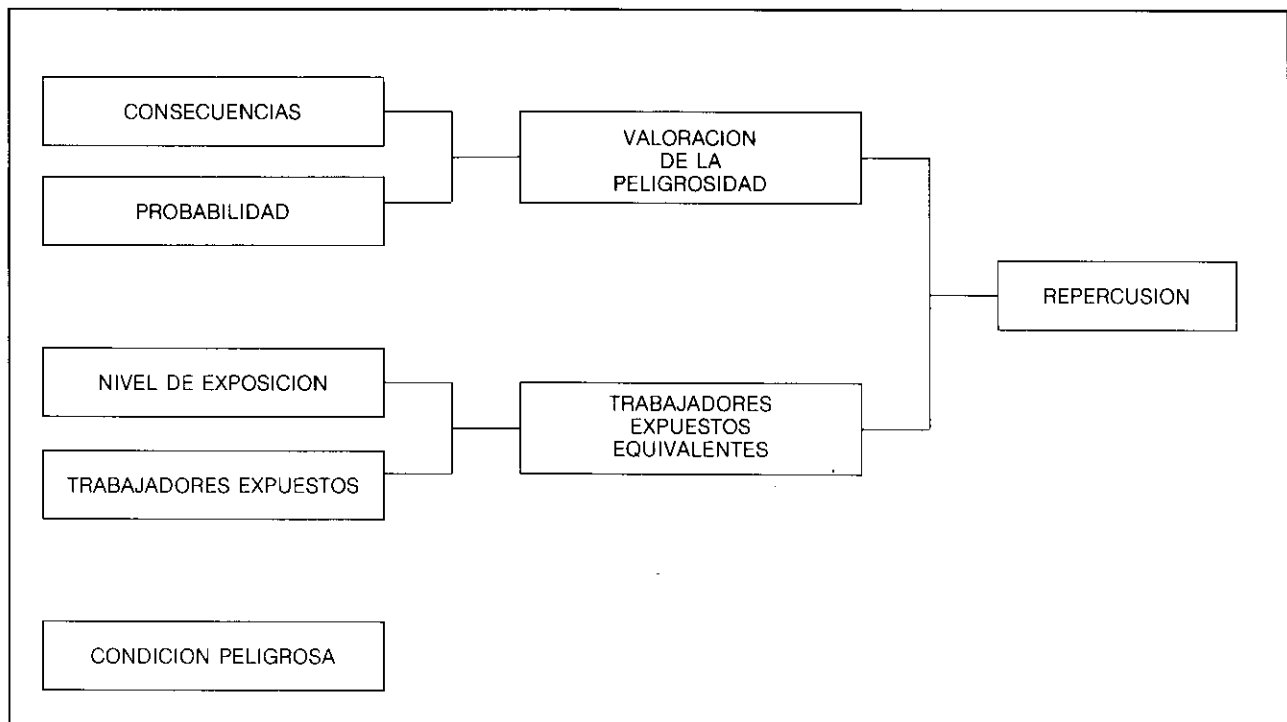 CONSECUENCIAS
PROBABILIDAD
VALORACION
DE LA
PELIGROSIDAD
REPERCUSION
NIVEL DE EXPOSICION
TRABAJADORES EXPUESTOS
TRABAJADORES
EXPUESTOS
EQUIVALENTES
CONDICION PELIGROSA